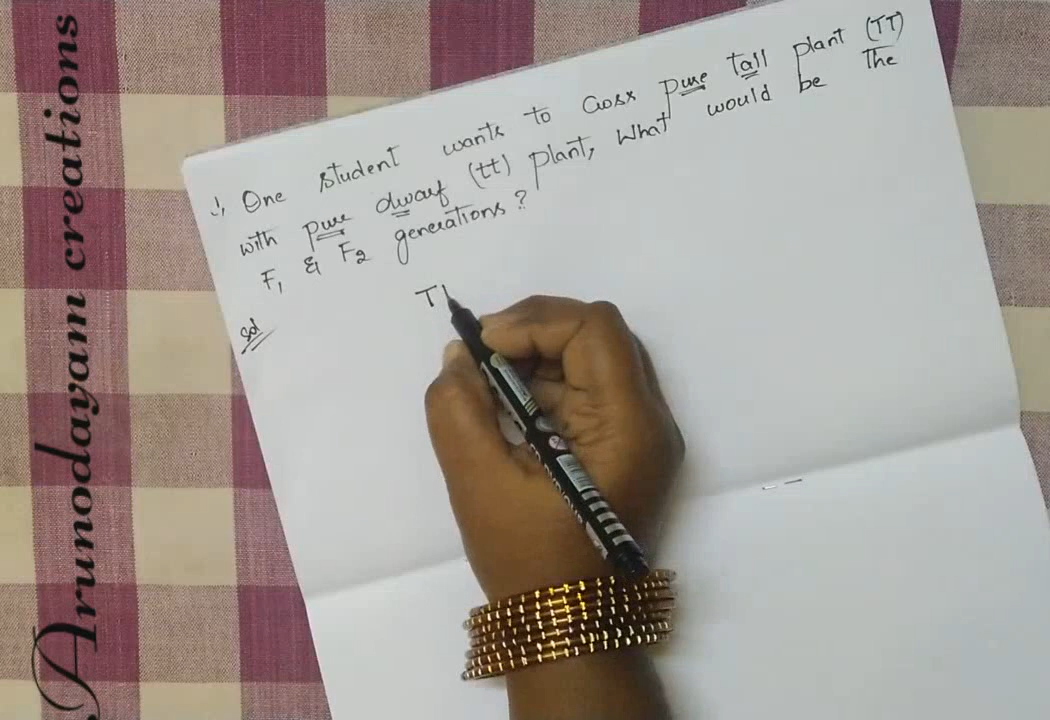 Arunodayam creations
1, One student wants to cross pure tall plant (TT)
with pure dwarf (tt) plant, What would be the
F1 & F2 generations?
Sol
T